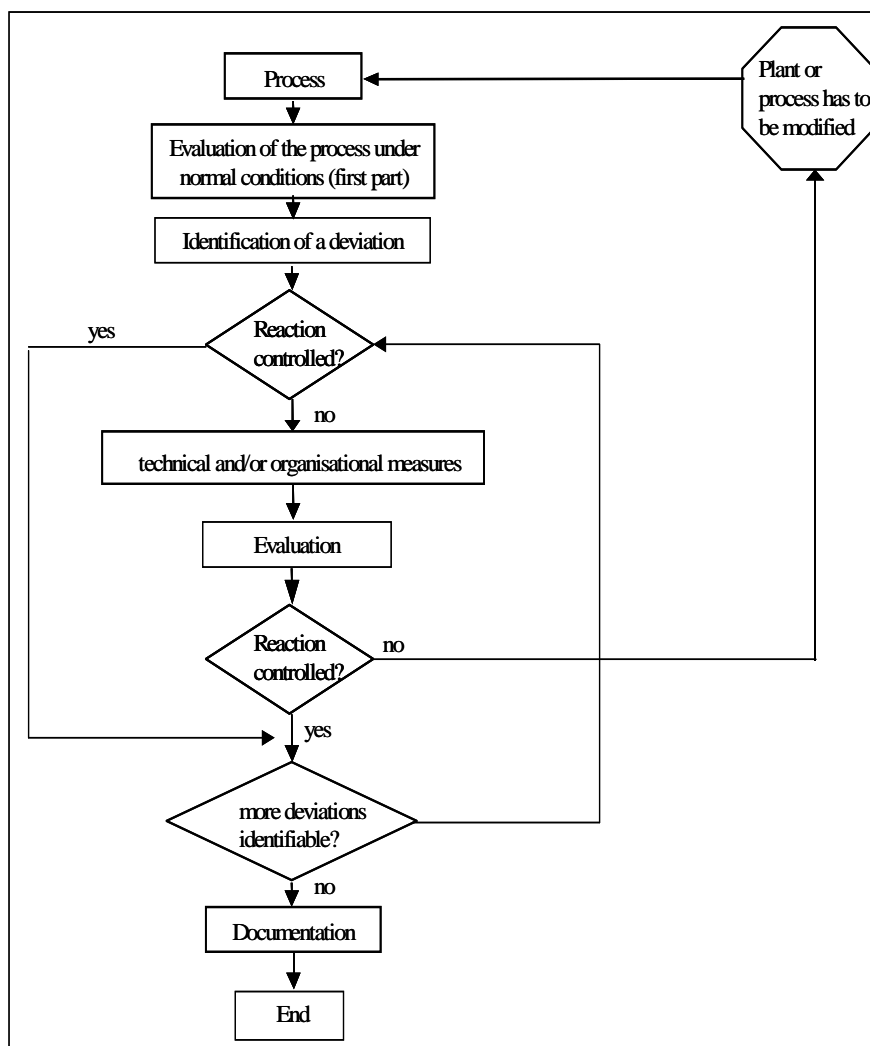 Process
Plant or
process has to
be modified
Evaluation of the process under
normal conditions (first part)
Identification of a deviation
yes
Reaction
controlled?
no
technical and/or organisational measures
Evaluation
Reaction
controlled?
no
yes
more deviations
identifiable?
no
Documentation
End